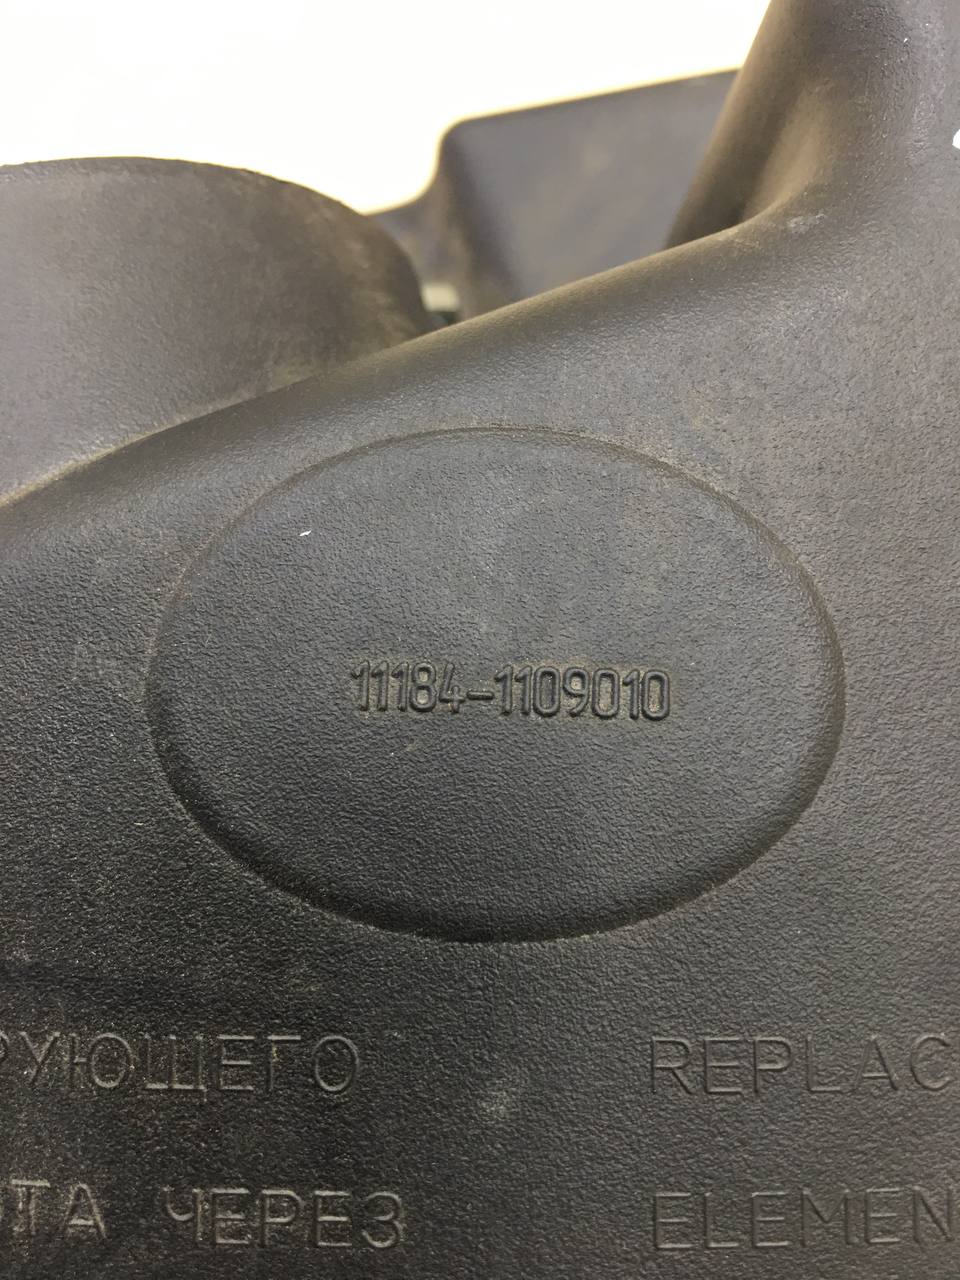 11184-1109010
РУЮЩЕГО REPLAC
ТА ЧЕРЕЗ ELEMEN